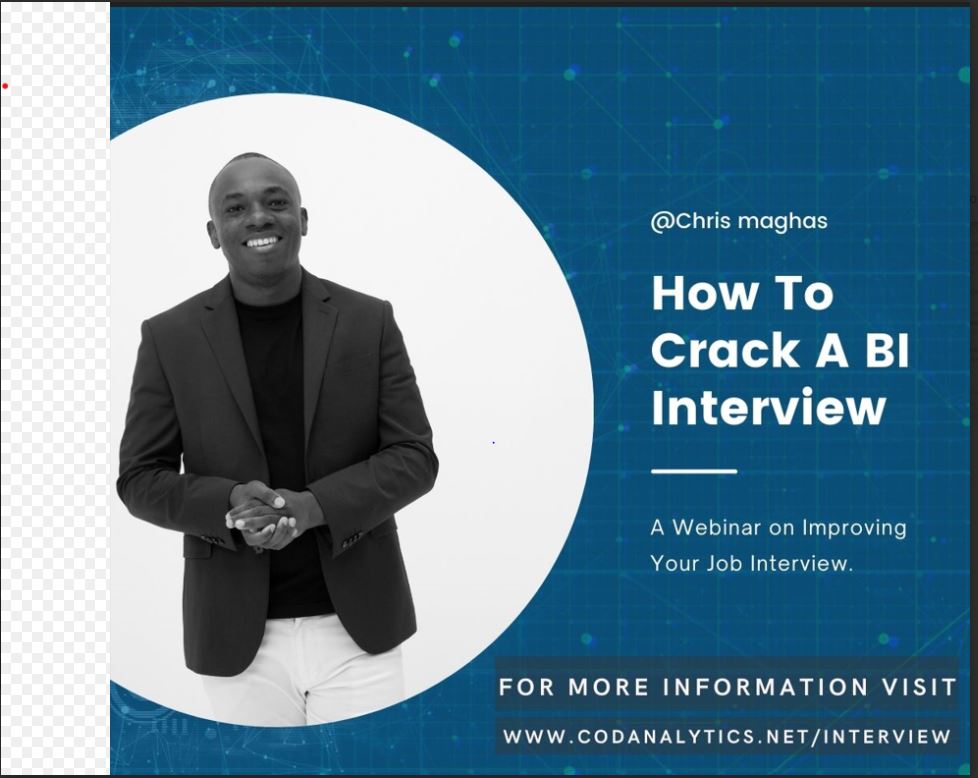 @Chris maghas
How To
Crack A BI
Interview
A Webinar on Improving
Your Job Interview.
FOR MORE INFORMATION VISIT
WWW.CODANALYTICS.NET/INTERVIEW